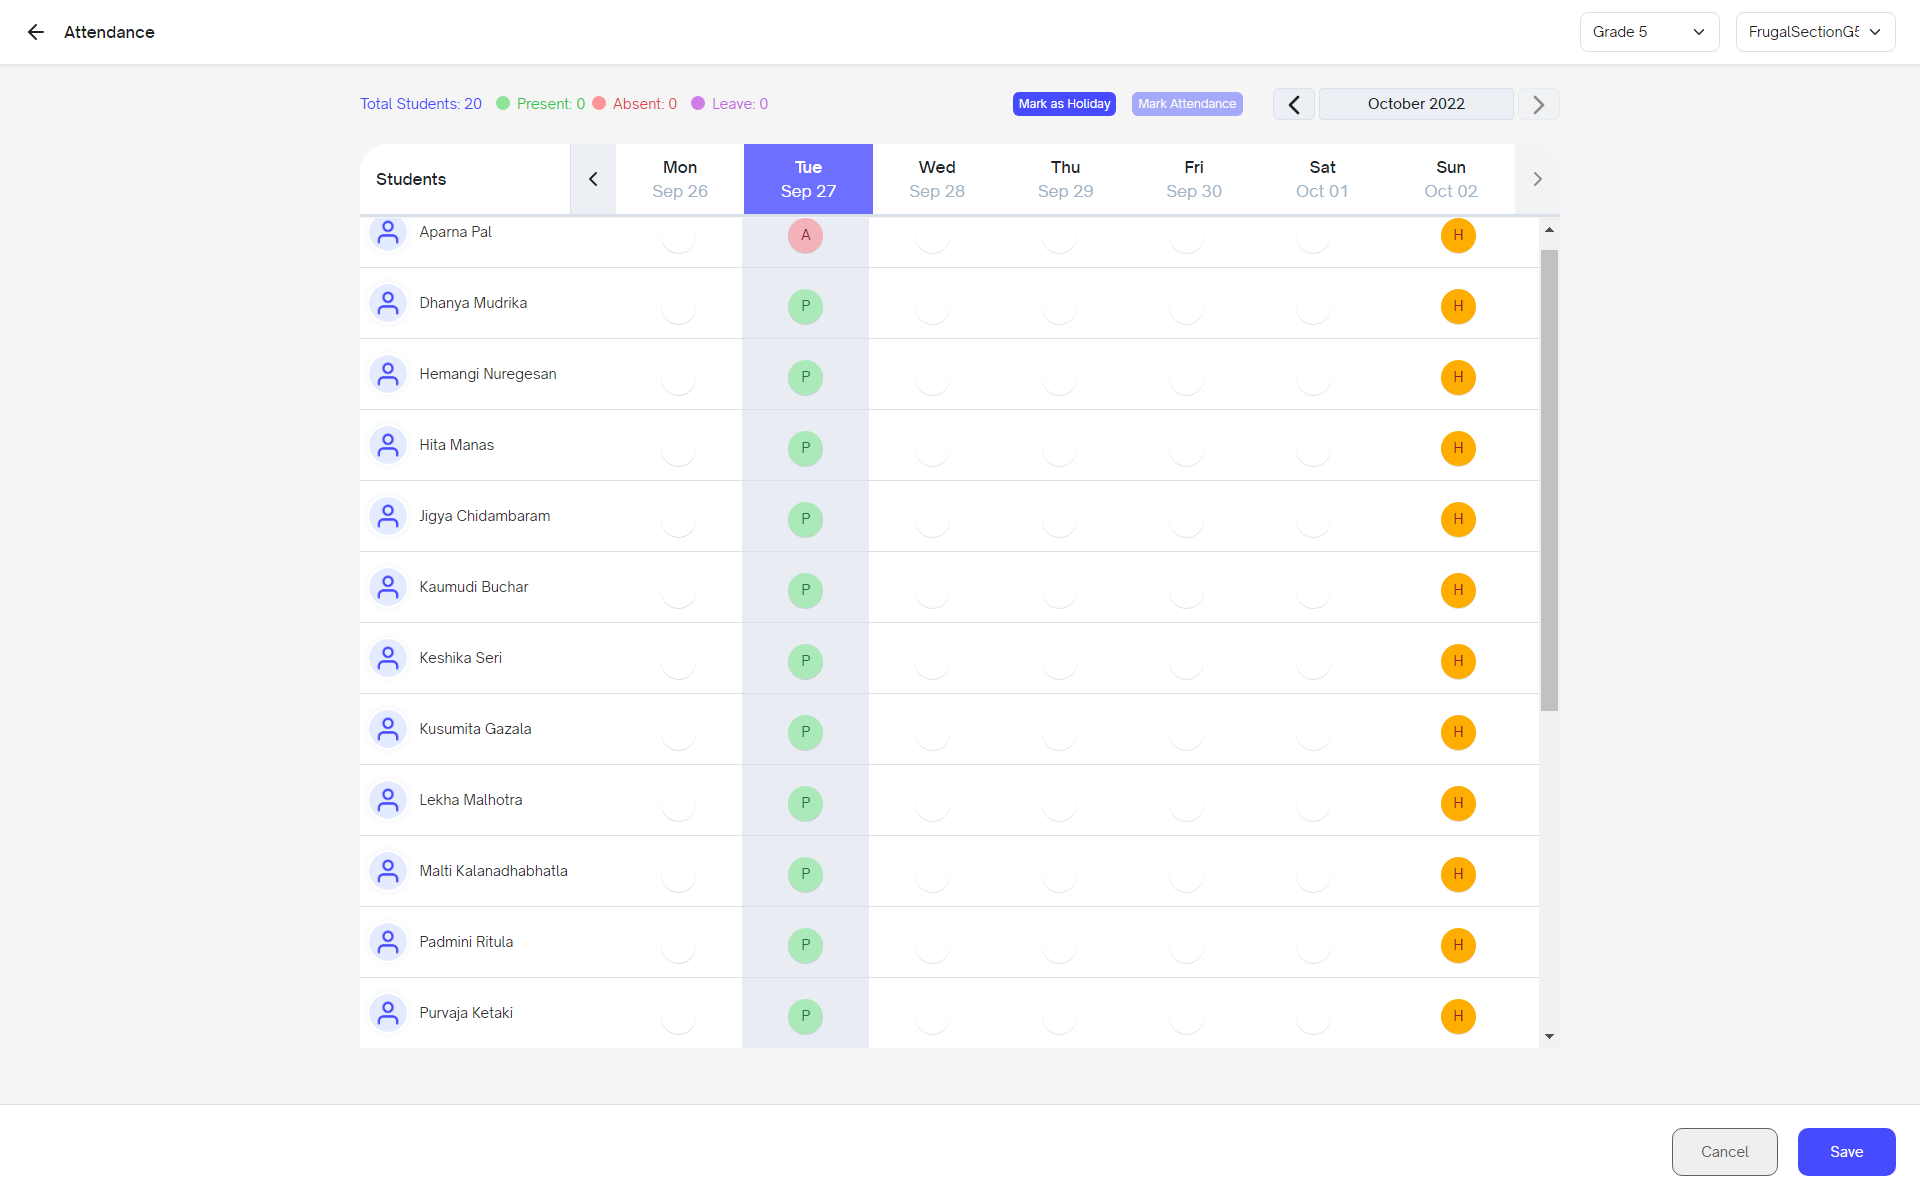 Attendance
Grade 5
FrugalSectionG5
Total Students: 20 Present: 0 Absent: 0 Leave: 0
Mark as Holiday
Mark Attendance
October 2022
Students
Mon
Sep 26
Tue
Sep 27
Wed
Sep 28
Thu
Sep 29
Fri
Sep 30
Sat
Oct 01
Sun
Oct 02
Aparna Pal A H
Dhanya Mudrika P H
Hemangi Nuregesan P H
Hita Manas P H
Jigya Chidambaram P H
Kaumudi Buchar P H
Keshika Seri P H
Kusumita Gazala P H
Lekha Malhotra P H
Malti Kalanadhabhatla P H
Padmini Ritula P H
Purvaja Ketaki P H
Cancel
Save